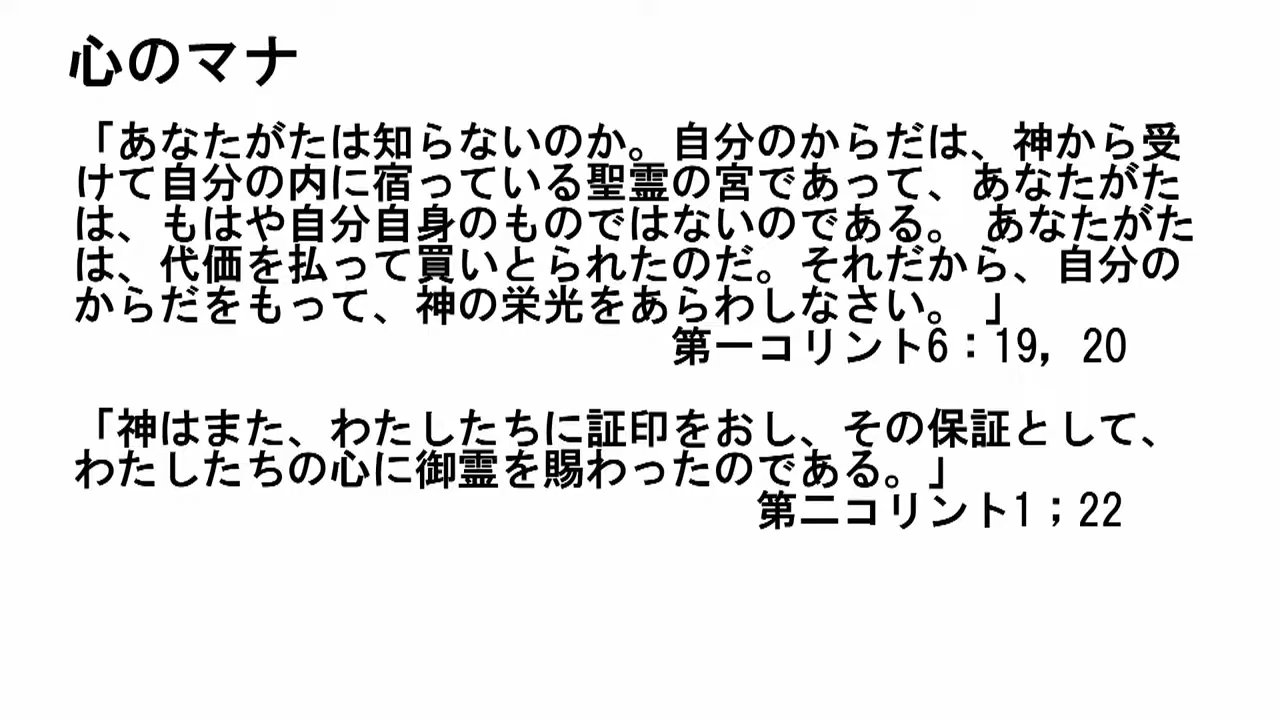 心のマナ
「あなたがたは知らないのか。自分のからだは、神から受
けて自分の内に宿っている聖霊の宮であって、あなたがた
は、もはや自分自身のものではないのである。 あなたがた
は、代価を払って買いとられたのだ。それだから、自分の
からだをもって、神の栄光をあらわしなさい。 」
第一コリント6：19，20
「神はまた、わたしたちに証印をおし、その保証として、
わたしたちの心に御霊を賜わったのである。」
第二コリント1；22